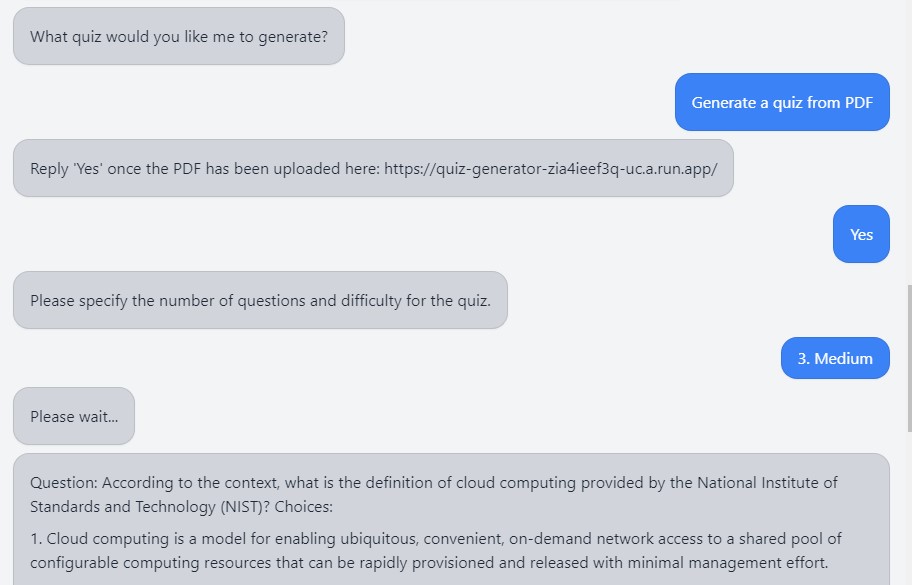 What quiz would you like me to generate?
Generate a quiz from PDF
Reply 'Yes' once the PDF has been uploaded here: https://quiz-generator-zia4ieef3q-uc.a.run.app/
Yes
Please specify the number of questions and difficulty for the quiz.
3. Medium
Please wait...
Question: According to the context, what is the definition of cloud computing provided by the National Institute of
Standards and Technology (NIST)? Choices:
1. Cloud computing is a model for enabling ubiquitous, convenient, on-demand network access to a shared pool of
configurable computing resources that can be rapidly provisioned and released with minimal management effort.